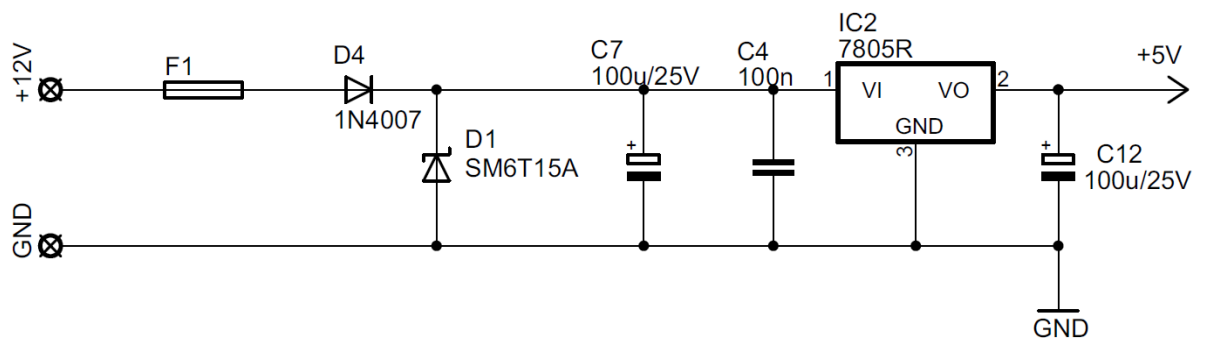 +12V
F1
D4
1N4007
D1
SM6T15A
C7
100u/25V
+
C4
100n
IC2
7805R
1
VI
VO
2
GND
3
+5V
+
C12
100u/25V
GND
GND